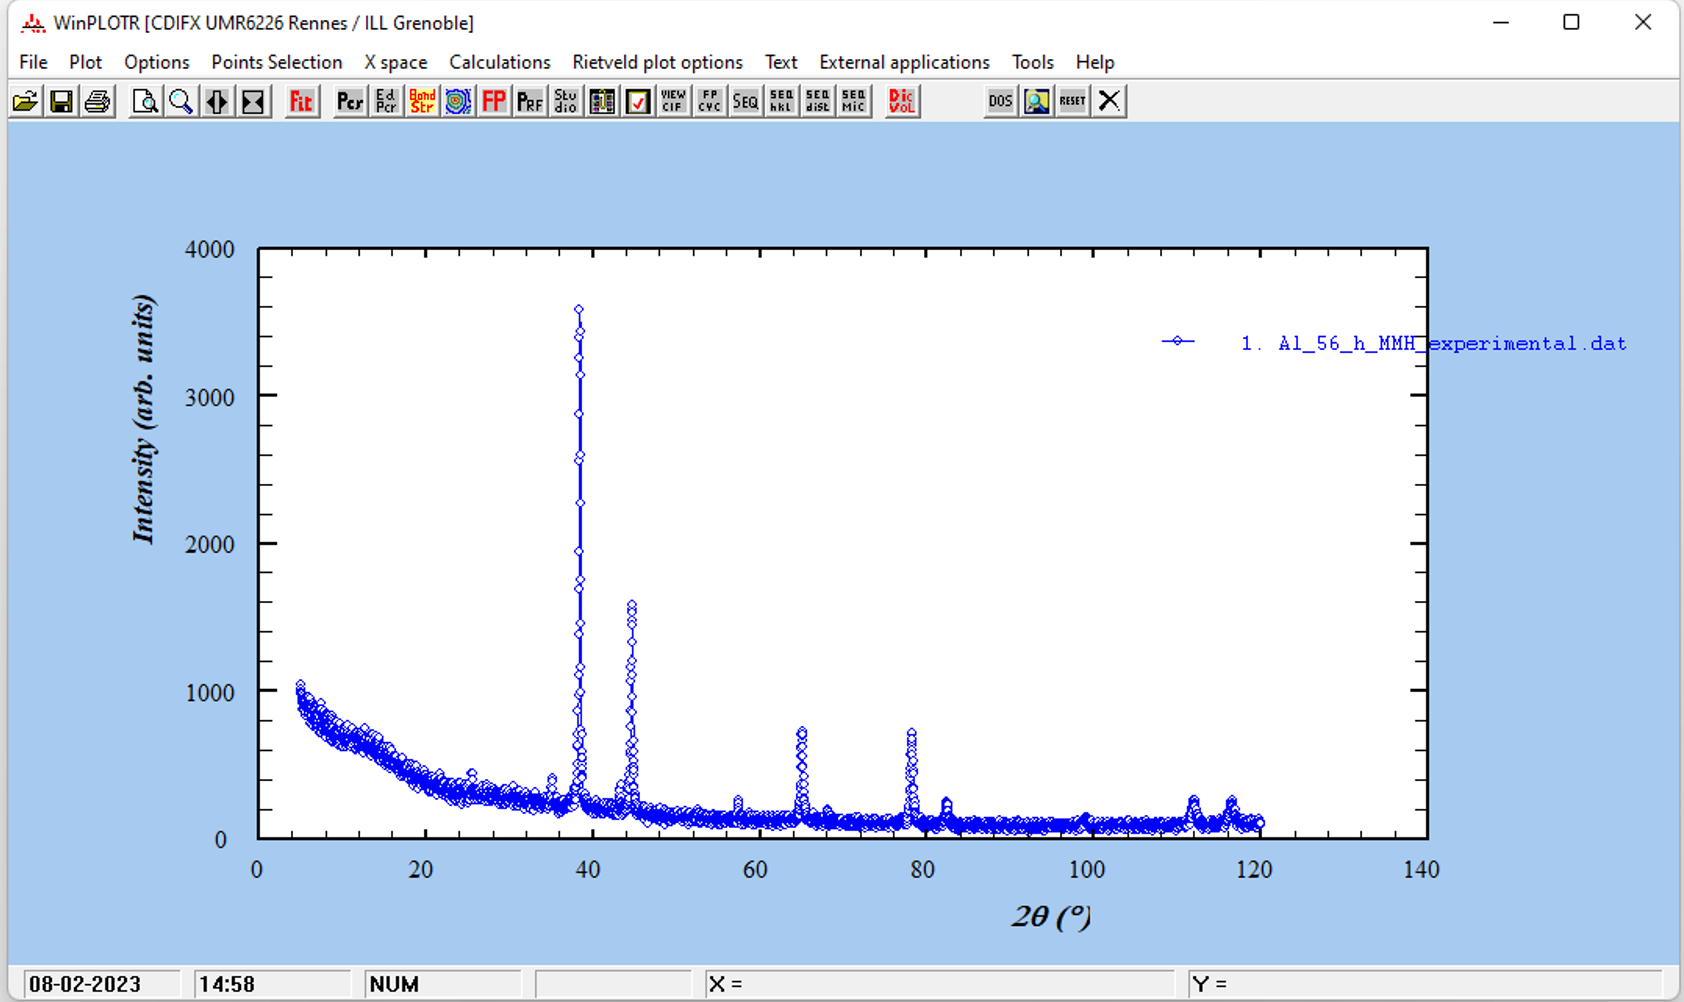 WinPLOTR [CDIFX UMR6226 Rennes / ILL Grenoble]
File Plot Options Points Selection X space Calculations Rietveld plot options Text External applications Tools Help
Fit Pcr Ed Pcr Bond Str FP PRF Stu dio VIEW CIF FP CYC SEQ SEQ hkl SEQ dist SEQ Mic Dic VoL DOS RESET
4000
3000
2000
1000
0
Intensity (arb. units)
1. Al_56_h_MMH_experimental.dat
0 20 40 60 80 100 120 140
2θ (°)
08-02-2023 14:58 NUM X = Y =